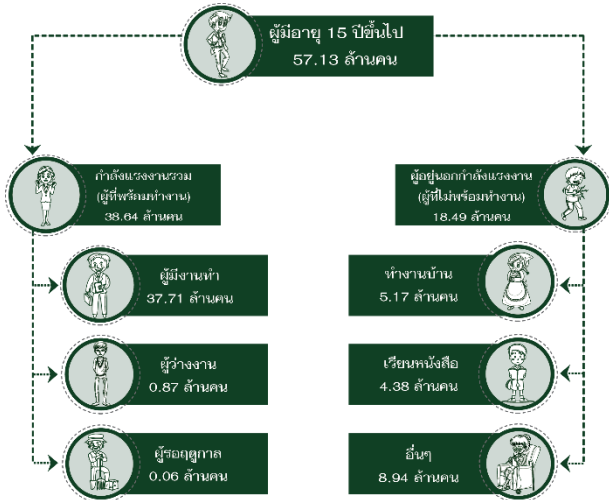 ผู้มีอายุ 15 ปีขึ้นไป
57.13 ล้านคน
กำลังแรงงานรวม
(ผู้ที่พร้อมทำงาน)
38.64 ล้านคน
ผู้อยู่นอกกำลังแรงงาน
(ผู้ที่ไม่พร้อมทำงาน)
18.49 ล้านคน
ผู้มีงานทำ
37.71 ล้านคน
ทำงานบ้าน
5.17 ล้านคน
ผู้ว่างงาน
0.87 ล้านคน
เรียนหนังสือ
4.38 ล้านคน
ผู้รอฤดูกาล
0.06 ล้านคน
อื่นๆ
8.94 ล้านคน